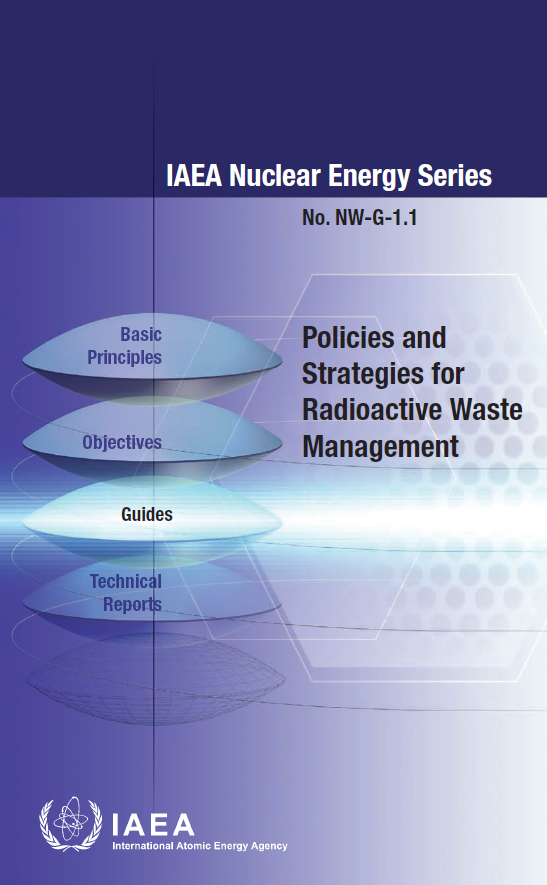 IAEA Nuclear Energy Series
No. NW-G-1.1
Basic
Principles
Policies and
Strategies for
Radioactive Waste
Management
Objectives
Guides
Technical
Reports
IAEA
International Atomic Energy Agency